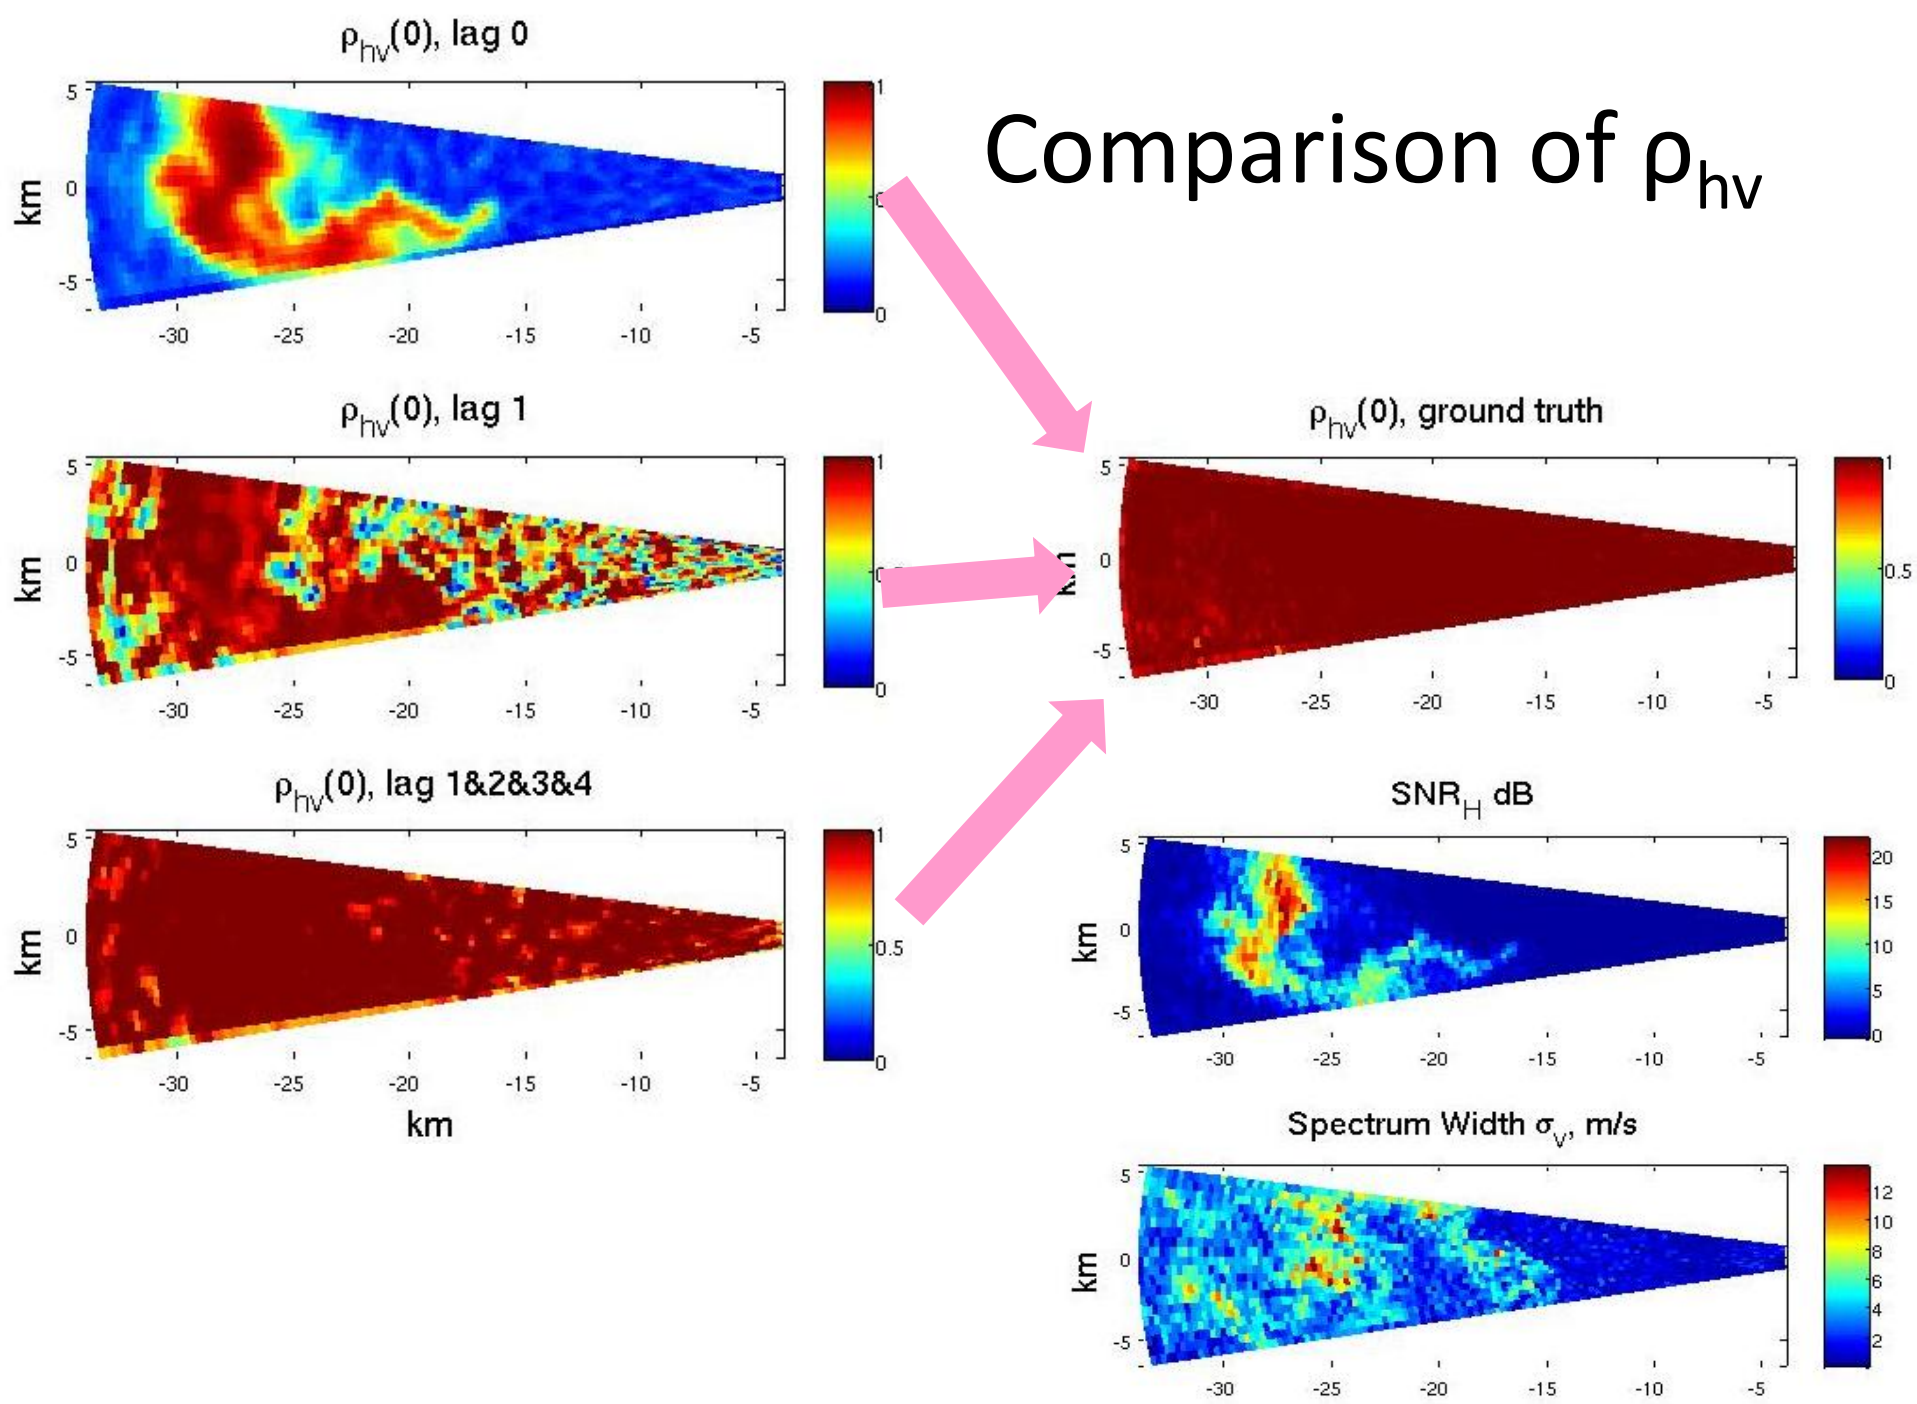 Comparison of ρhv
ρhv(0), lag 0
5
0
-5
km
-30 -25 -20 -15 -10 -5
1
0
ρhv(0), lag 1
5
0
-5
km
-30 -25 -20 -15 -10 -5
1
0
ρhv(0), lag 1&2&3&4
5
0
-5
km
-30 -25 -20 -15 -10 -5
km
1
0.5
0
ρhv(0), ground truth
5
0
-5
km
-30 -25 -20 -15 -10 -5
1
0.5
0
SNRH dB
5
0
-5
km
-30 -25 -20 -15 -10 -5
20
15
10
5
0
Spectrum Width σv, m/s
5
0
-5
km
-30 -25 -20 -15 -10 -5
12
10
8
6
4
2